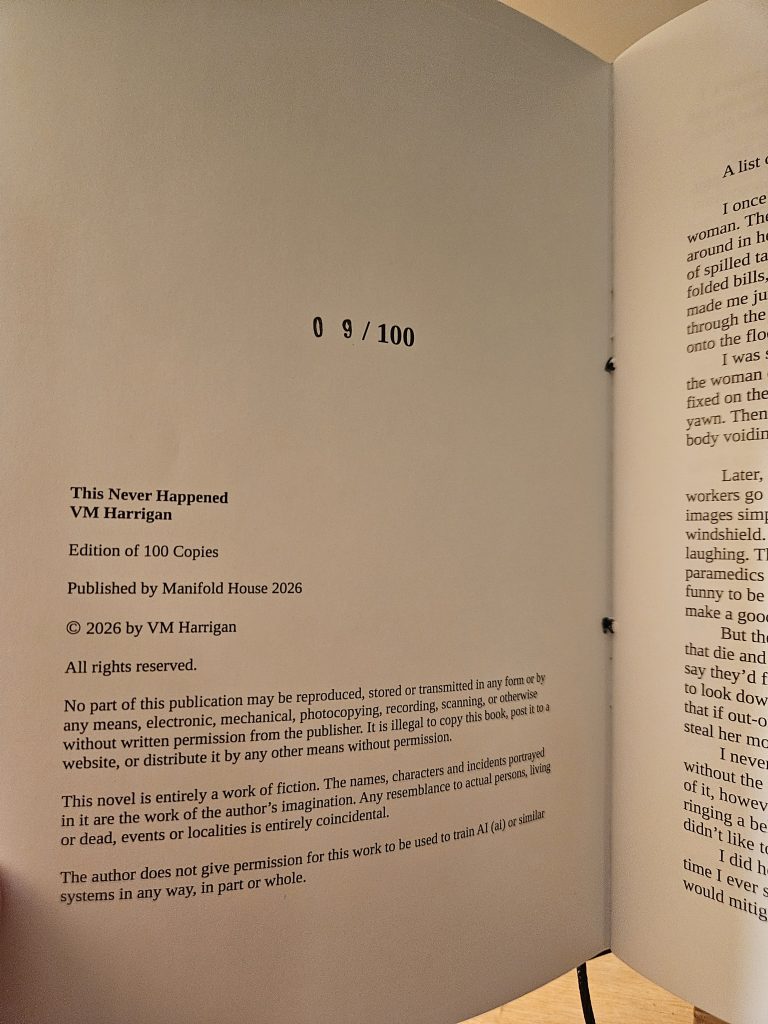 0 9 / 100
This Never Happened
VM Harrigan
Edition of 100 Copies
Published by Manifold House 2026
© 2026 by VM Harrigan
All rights reserved.
No part of this publication may be reproduced, stored or transmitted in any form or by
any means, electronic, mechanical, photocopying, recording, scanning, or otherwise
without written permission from the publisher. It is illegal to copy this book, post it to a
website, or distribute it by any other means without permission.
This novel is entirely a work of fiction. The names, characters and incidents portrayed
in it are the work of the author's imagination. Any resemblance to actual persons, living
or dead, events or localities is entirely coincidental.
The author does not give permission for this work to be used to train AI (ai) or similar
systems in any way, in part or whole.
A list
I once
woman. The
around in
of spilled
folded bills,
made me
through the
onto the
I was
the woman
fixed on the
yawn. Then
body
Later,
workers go
images
windshield.
laughing.
paramedics
funny to be
make a
But
that die and
say they'd
to look
that if
steal her
I never
without the
of it,
ringing a
didn't like
I did
time I ever
would